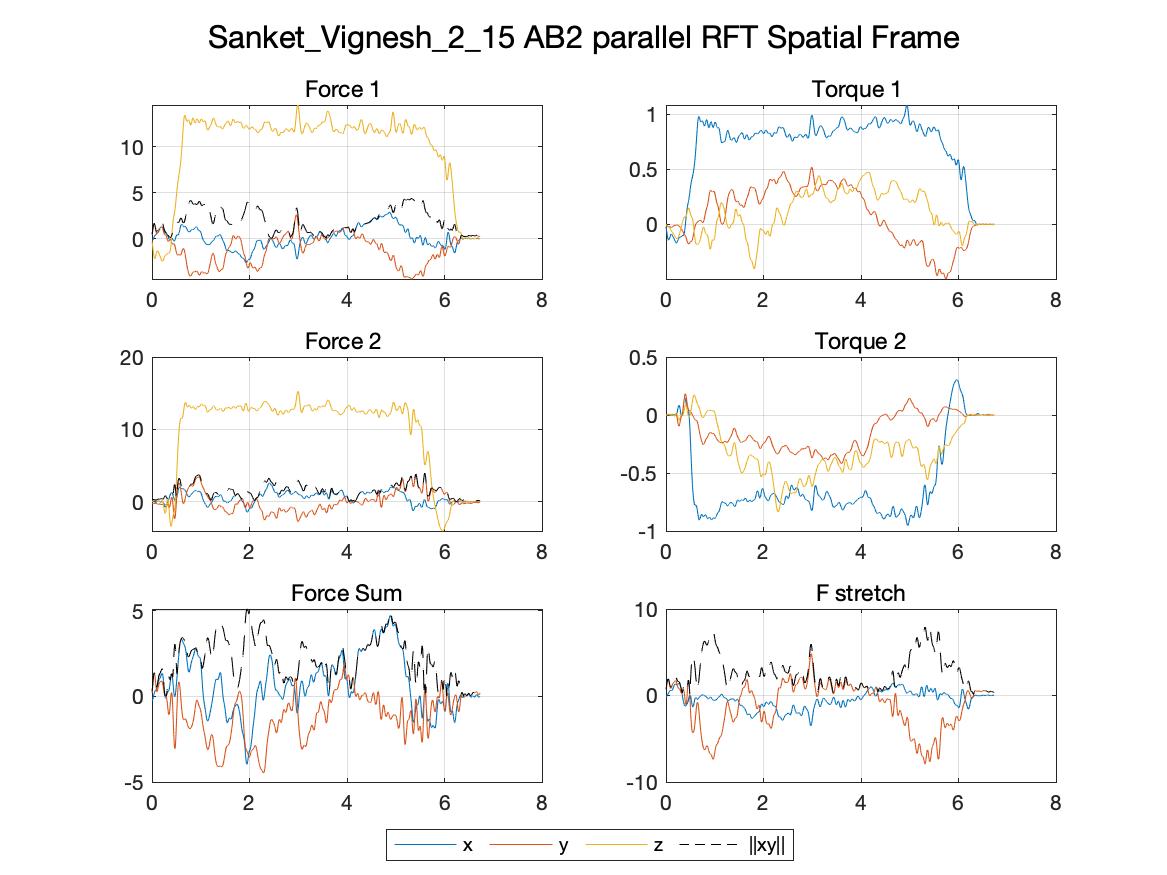 Sanket_Vignesh_2_15 AB2 parallel RFT Spatial Frame
Force 1
10
5
0
0 2 4 6 8
Torque 1
1
0.5
0
0 2 4 6 8
Force 2
20
10
0
0 2 4 6 8
Torque 2
0.5
0
-0.5
-1
0 2 4 6 8
Force Sum
5
0
-5
0 2 4 6 8
F stretch
10
0
-10
0 2 4 6 8
x y z ||xy||